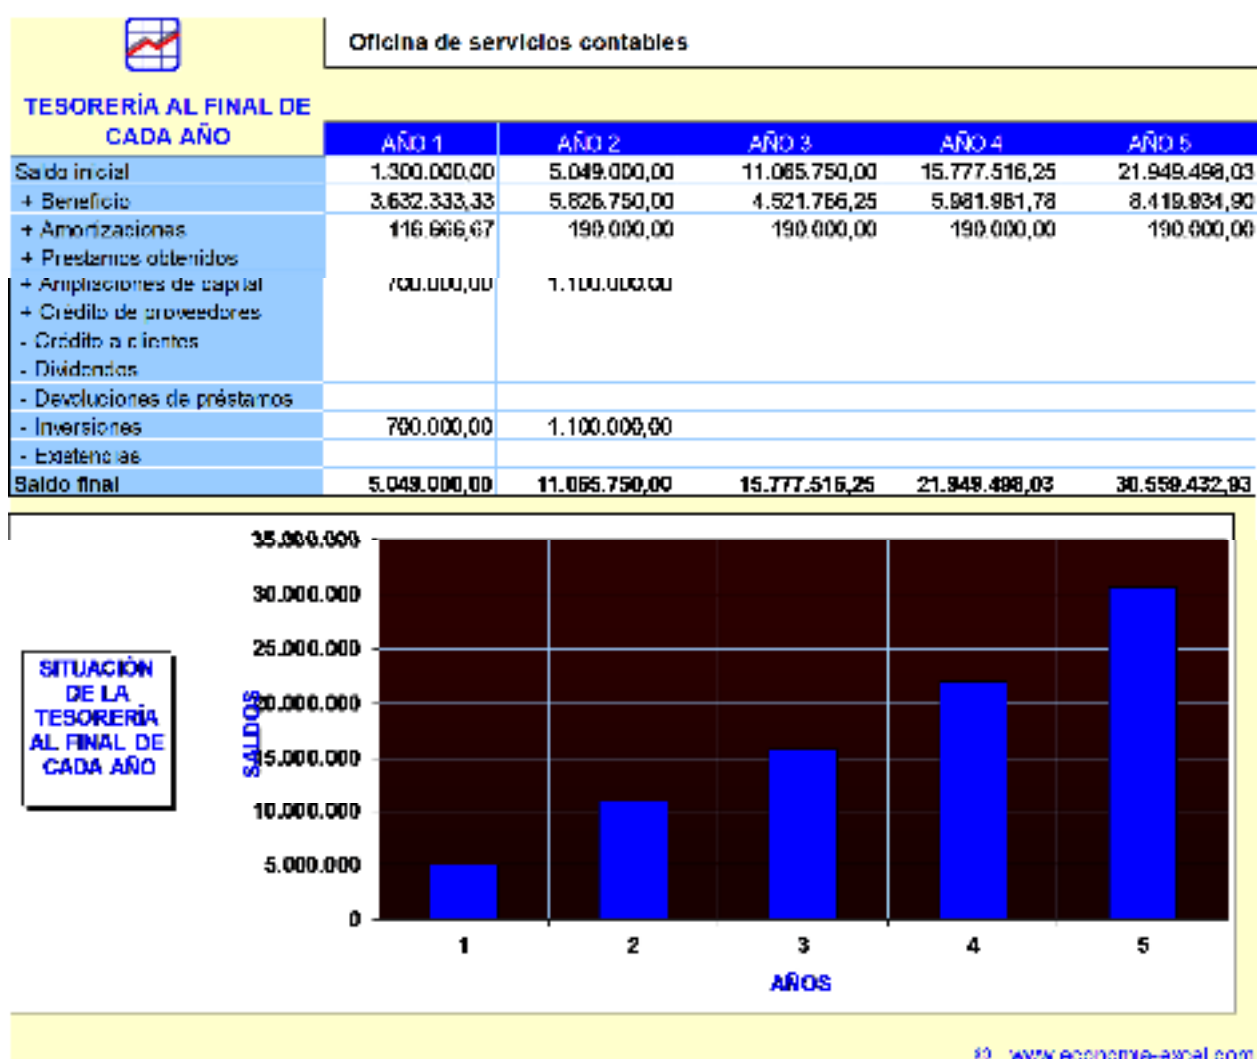 Oficina de servicios contables
TESORERÍA AL FINAL DE
CADA AÑO
AÑO 1 AÑO 2 AÑO 3 AÑO 4 AÑO 5
Saldo inicial 1.300.000,00 5.049.000,00 11.065.750,00 15.777.516,25 21.949.498,03
+ Beneficio 3.632.333,33 5.826.750,00 4.521.766,25 5.981.981,78 8.419.934,90
+ Amortizaciones 116.666,67 190.000,00 190.000,00 190.000,00 190.000,00
+ Prestamos obtenidos
+ Ampliaciones de capital 700.000,00 1.100.000,00
+ Crédito de proveedores
- Crédito a clientes
- Dividendos
- Devoluciones de préstamos
- Inversiones 700.000,00 1.100.000,00
- Existencias
Saldo final 5.049.000,00 11.065.750,00 15.777.516,25 21.949.498,03 30.559.432,93
35.000.000
30.000.000
25.000.000
20.000.000
15.000.000
10.000.000
5.000.000
0
SALDOS
SITUACIÓN
DE LA
TESORERÍA
AL FINAL DE
CADA AÑO
1 2 3 4 5
AÑOS
© www.economia-excel.com